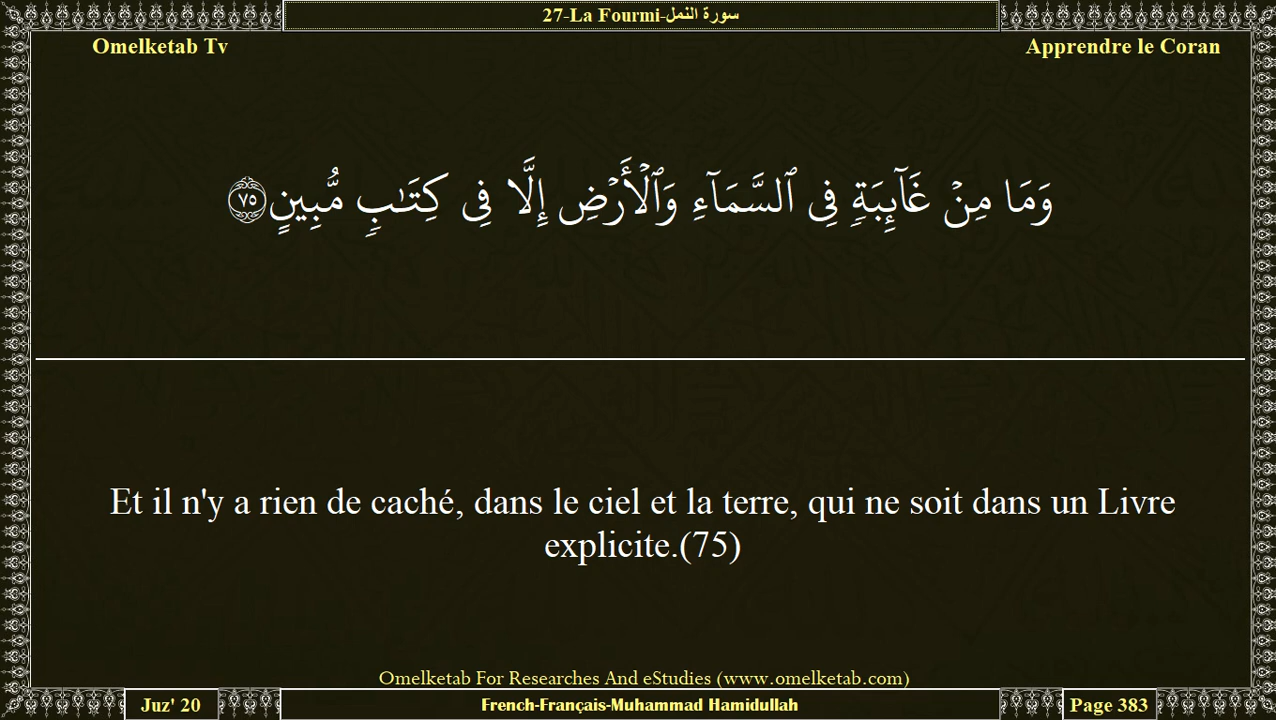 27-La Fourmi-سورة النمل
Omelketab Tv
Apprendre le Coran
وَمَا مِنْ غَآئِبَةٍۢ فِى ٱلسَّمَآءِ وَٱلْأَرْضِ إِلَّا فِى كِتَـٰبٍۢ مُّبِينٍ ٧٥
Et il n'y a rien de caché, dans le ciel et la terre, qui ne soit dans un Livre
explicite.(75)
Omelketab For Researches And eStudies (www.omelketab.com)
Juz' 20
French-Français-Muhammad Hamidullah
Page 383